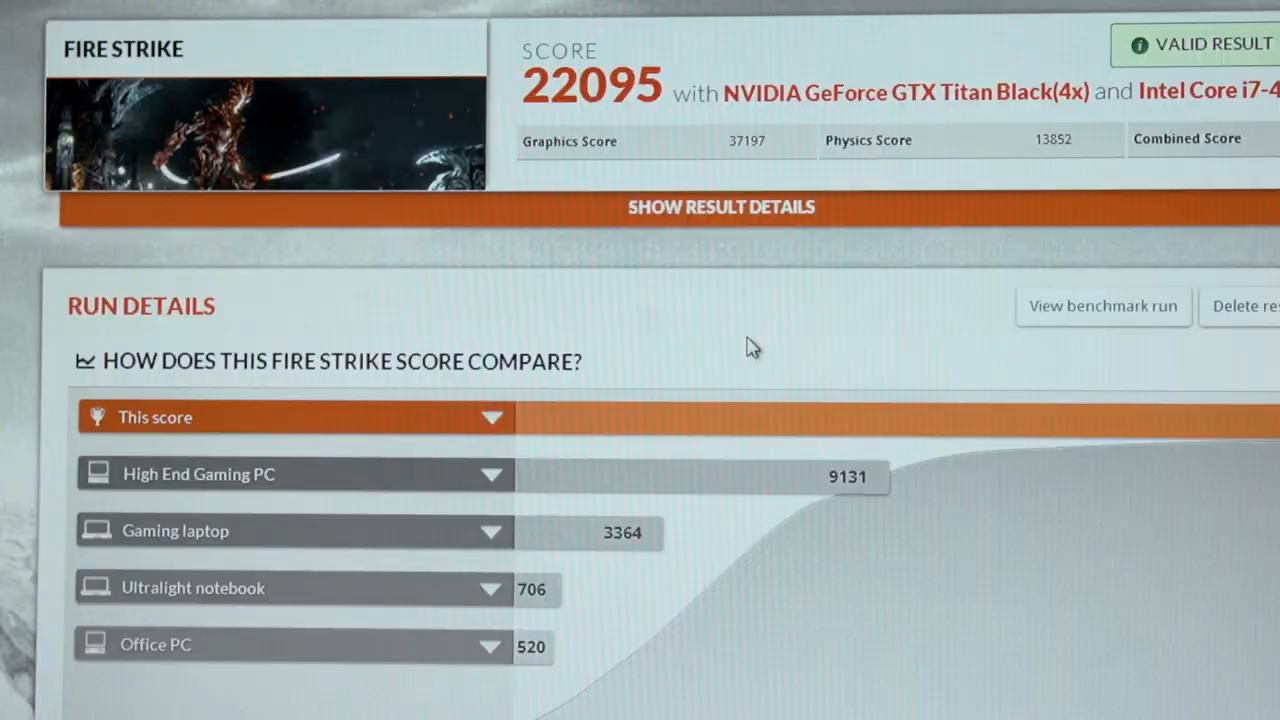 FIRE STRIKE
SCORE
22095 with NVIDIA GeForce GTX Titan Black(4x) and Intel Core i7-4
VALID RESULT
Graphics Score 37197 Physics Score 13852 Combined Score
SHOW RESULT DETAILS
RUN DETAILS
View benchmark run
Delete res
HOW DOES THIS FIRE STRIKE SCORE COMPARE?
This score
High End Gaming PC 9131
Gaming laptop 3364
Ultralight notebook 706
Office PC 520